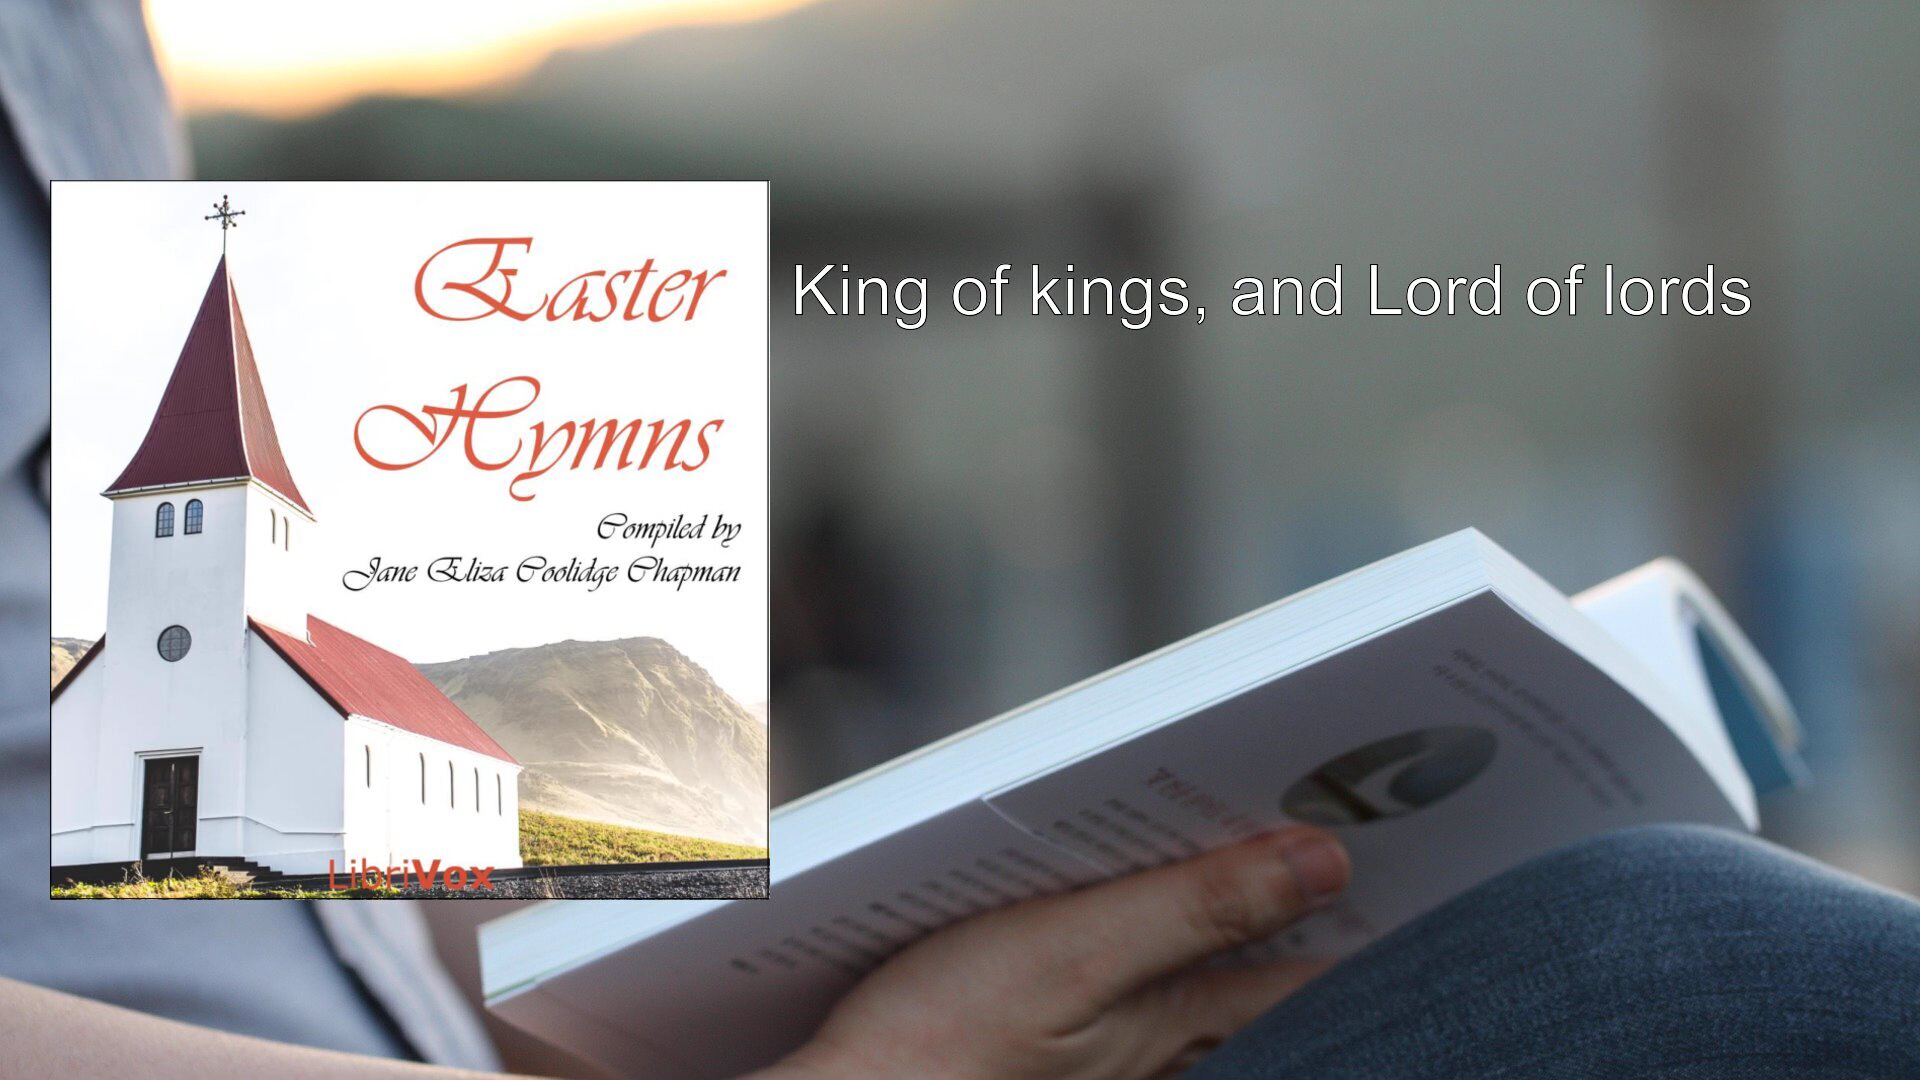 Easter
Hymns
Compiled by
Jane Eliza Coolidge Chapman
LibriVox
King of kings, and Lord of lords